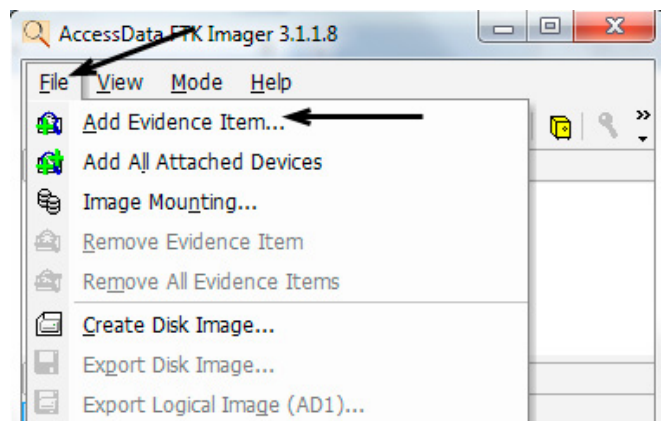 AccessData FTK Imager 3.1.1.8
File View Mode Help
Add Evidence Item...
Add All Attached Devices
Image Mounting...
Remove Evidence Item
Remove All Evidence Items
Create Disk Image...
Export Disk Image...
Export Logical Image (AD1)...